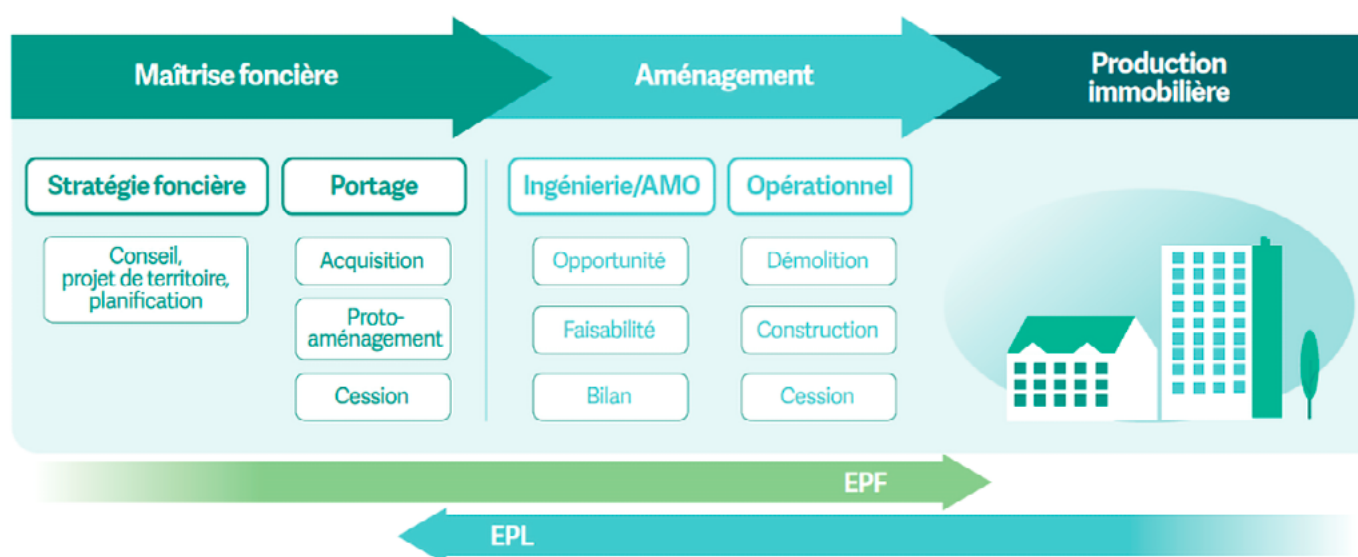 Maîtrise foncière
Aménagement
Production
immobilière
Stratégie foncière
Portage
Ingénierie/AMO
Opérationnel
Conseil,
projet de territoire,
planification
Acquisition
Proto-
aménagement
Cession
Opportunité
Faisabilité
Bilan
Démolition
Construction
Cession
EPF
EPL